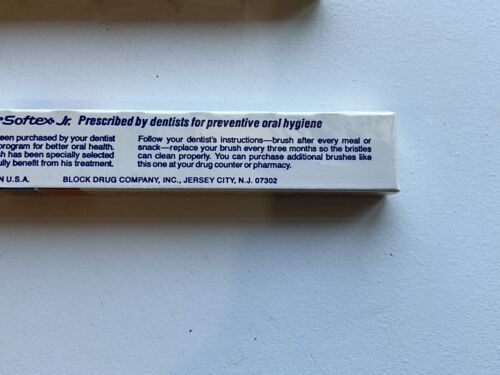 Softex Jr. Prescribed by dentists for preventive oral hygiene
een purchased by your dentist
program for better oral health.
sh has been specially selected
ully benefit from his treatment.
Follow your dentist's instructions—brush after every meal or
snack—replace your brush every three months so the bristles
can clean properly. You can purchase additional brushes like
this one at your drug counter or pharmacy.
N U.S.A.
BLOCK DRUG COMPANY, INC., JERSEY CITY, N.J. 07302